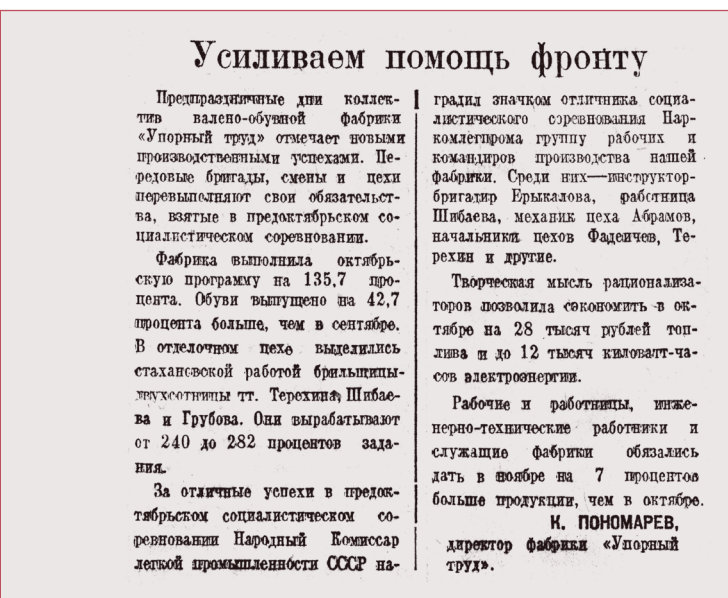 Усиливаем помощь фронту
Предпраздничные дни коллек-
тив валено-обувной фабрики
«Упорный труд» отмечает новыми
производственными успехами. Пе-
редовые бригады, смены и цехи
перевыполняют свои обязательст-
ва, взятые в предоктябрьском со-
циалистическом соревновании.
Фабрика выполнила октябрь-
скую программу на 135,7 про-
цента. Обуви выпущено на 42,7
процента больше, чем в сентябре.
В отделочном цехе выделились
стахановской работой брильщицы-
двухсотницы тт. Терехина, Шибае-
ва и Грубова. Они вырабатывают
от 240 до 282 процентов зада-
ния.
За отличные успехи в предок-
тябрьском социалистическом со-
ревновании Народный Комиссар
легкой промышленности СССР на-
градил значком отличника социа-
листического соревнования Нар-
комлегпрома группу рабочих и
командиров производства нашей
фабрики. Среди них—инструктор-
бригадир Ерыкалова, работница
Шибаева, механик цеха Абрамов,
начальники цехов Фадеичев, Те-
рехин и другие.
Творческая мысль рационализа-
торов позволила сэкономить в ок-
тябре на 28 тысяч рублей топ-
лива и до 12 тысяч киловатт-ча-
сов электроэнергии.
Рабочие и работницы, инже-
нерно-технические работники и
служащие фабрики обязались
дать в ноябре на 7 процентов
больше продукции, чем в октябре.
К. ПОНОМАРЕВ,
директор фабрики «Упорный
труд».